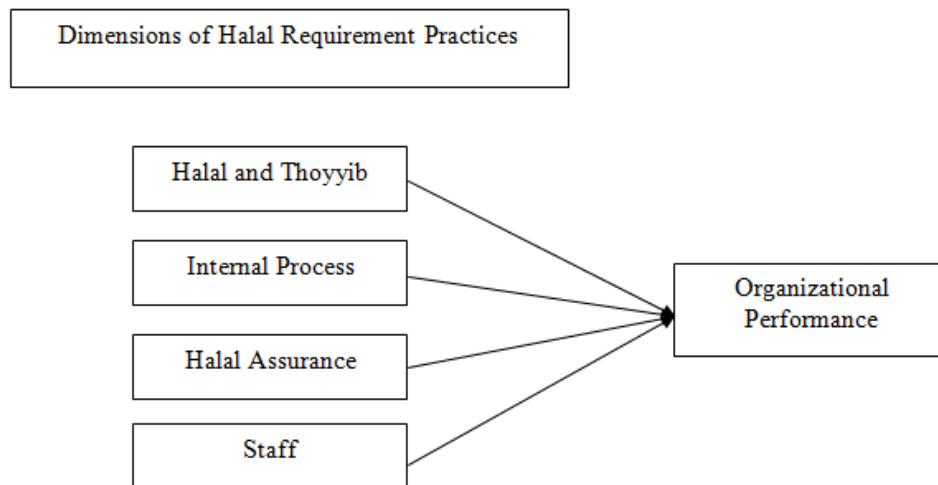 Dimensions of Halal Requirement Practices
Halal and Thoyyib
Internal Process
Halal Assurance
Staff
Organizational
Performance